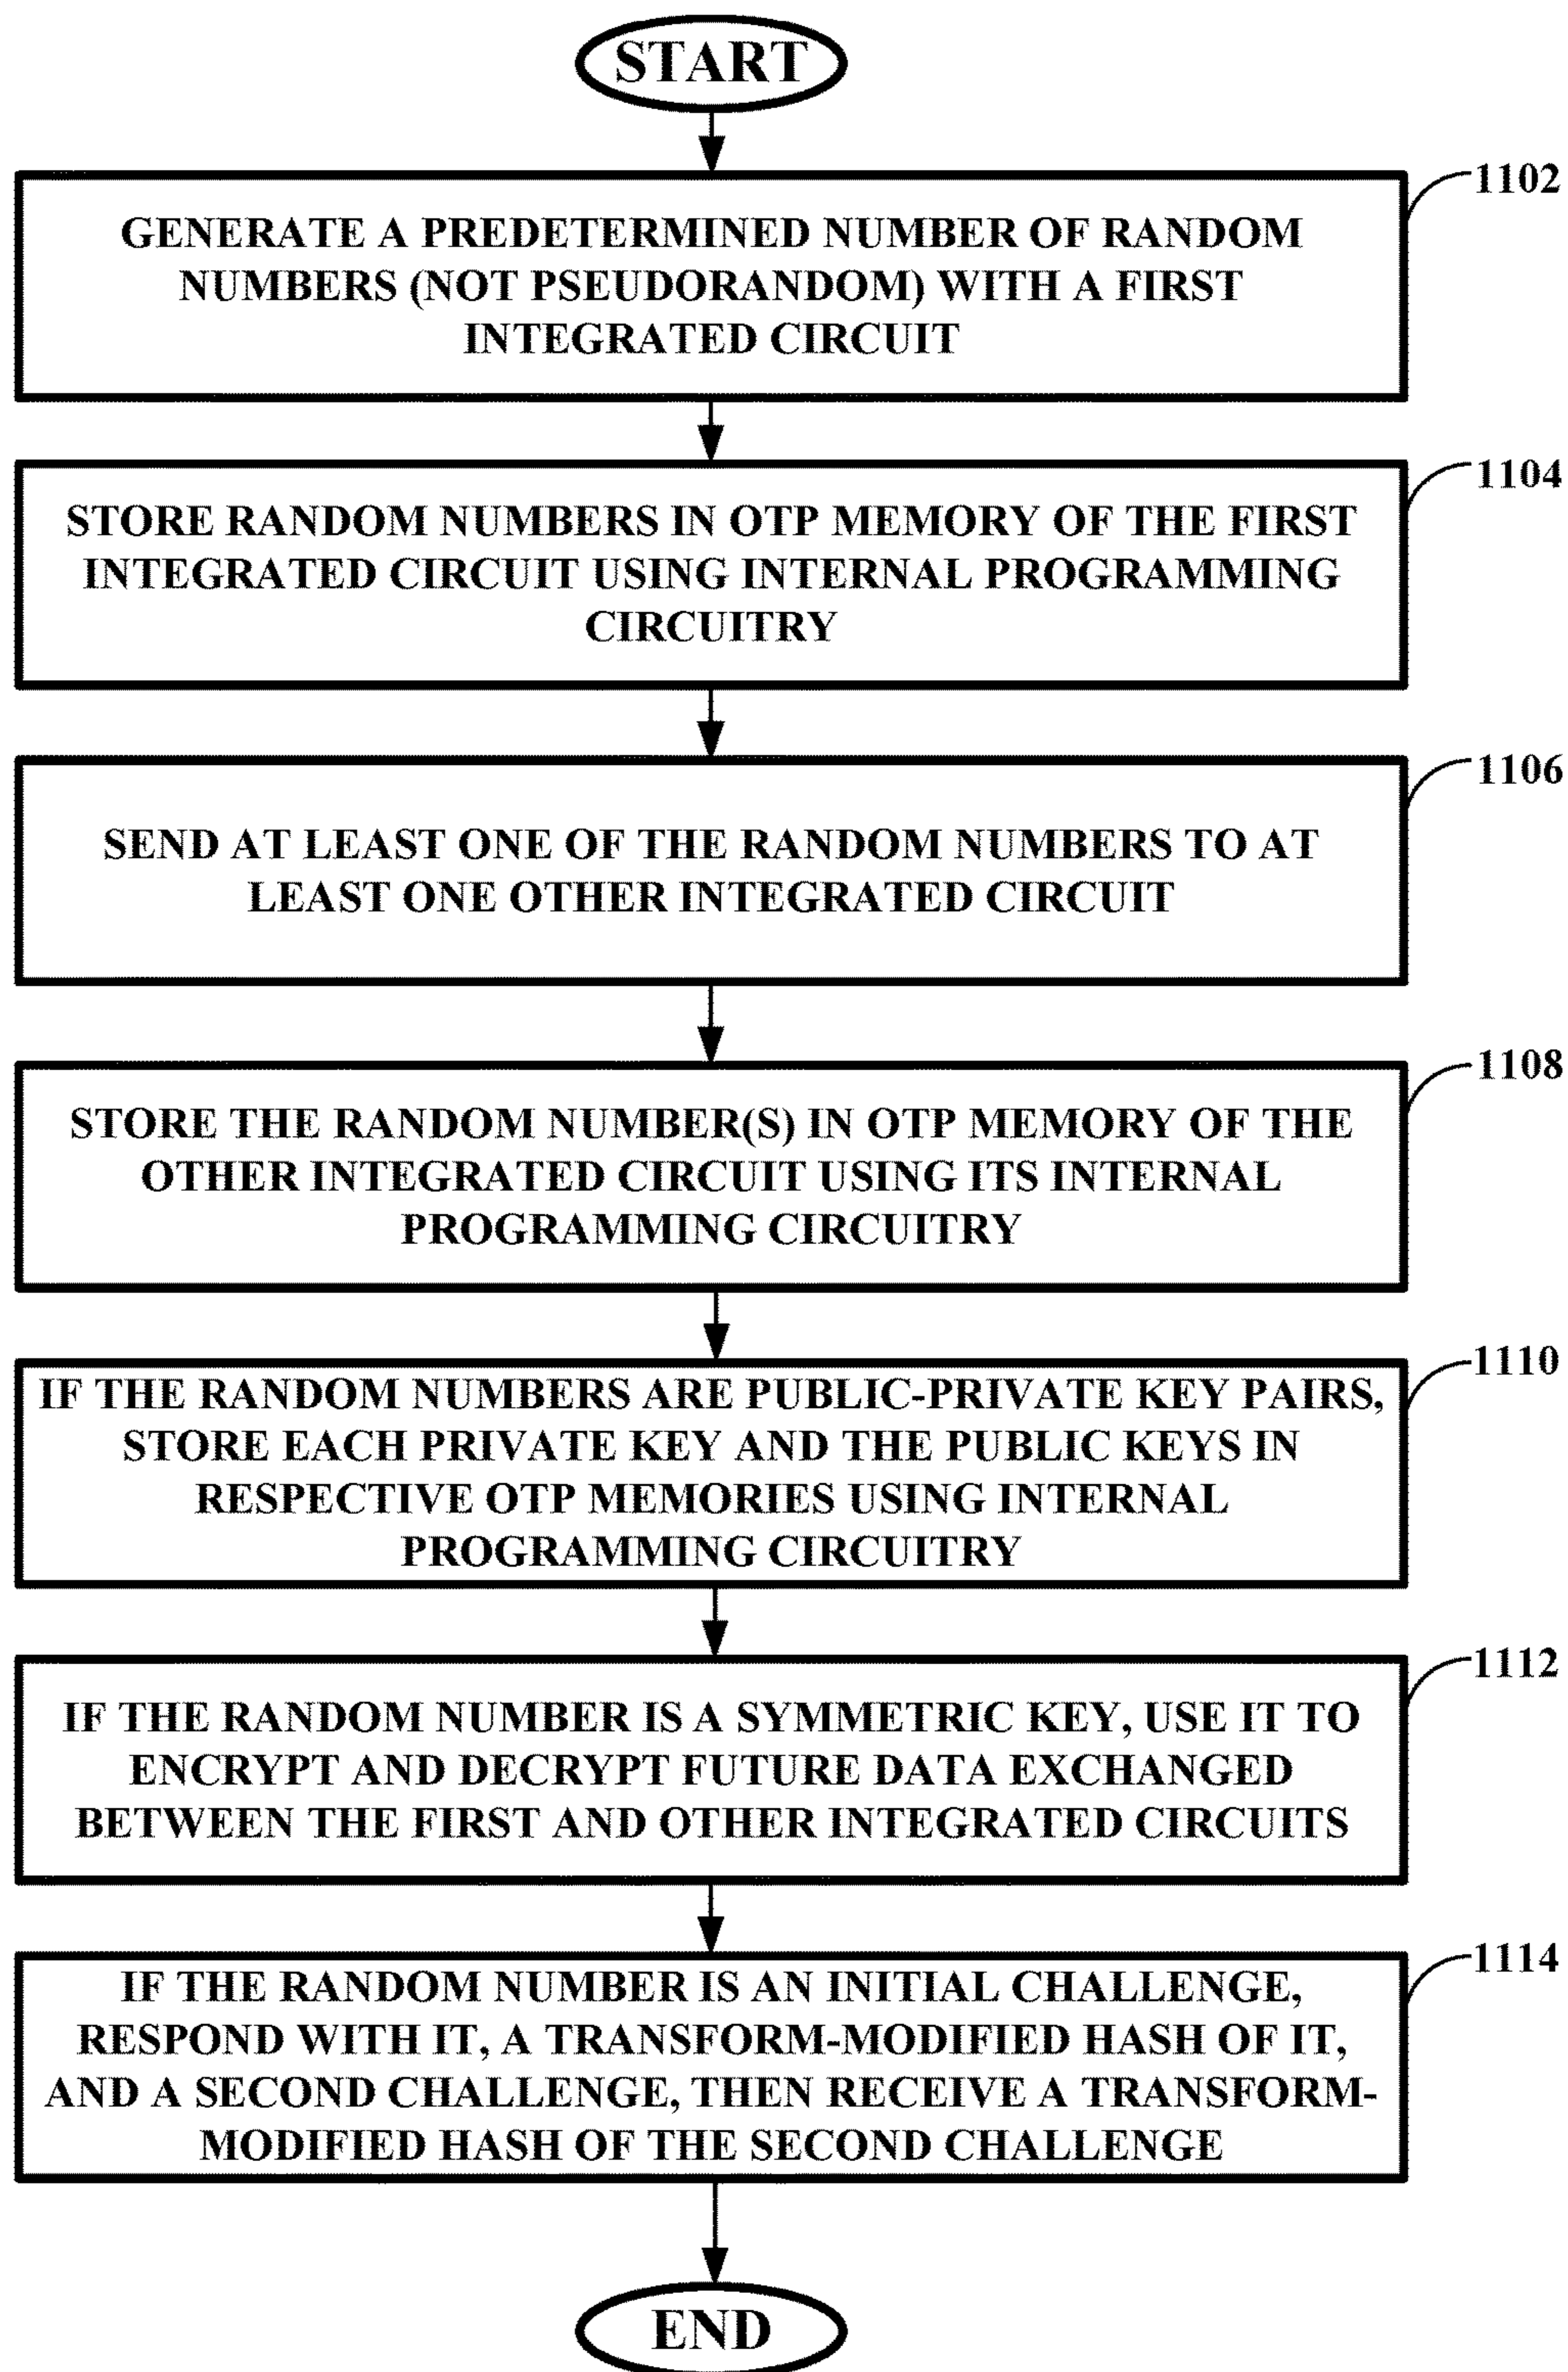 START
1102
GENERATE A PREDETERMINED NUMBER OF RANDOM
NUMBERS (NOT PSEUDORANDOM) WITH A FIRST
INTEGRATED CIRCUIT
1104
STORE RANDOM NUMBERS IN OTP MEMORY OF THE FIRST
INTEGRATED CIRCUIT USING INTERNAL PROGRAMMING
CIRCUITRY
1106
SEND AT LEAST ONE OF THE RANDOM NUMBERS TO AT
LEAST ONE OTHER INTEGRATED CIRCUIT
1108
STORE THE RANDOM NUMBER(S) IN OTP MEMORY OF THE
OTHER INTEGRATED CIRCUIT USING ITS INTERNAL
PROGRAMMING CIRCUITRY
1110
IF THE RANDOM NUMBERS ARE PUBLIC-PRIVATE KEY PAIRS,
STORE EACH PRIVATE KEY AND THE PUBLIC KEYS IN
RESPECTIVE OTP MEMORIES USING INTERNAL
PROGRAMMING CIRCUITRY
1112
IF THE RANDOM NUMBER IS A SYMMETRIC KEY, USE IT TO
ENCRYPT AND DECRYPT FUTURE DATA EXCHANGED
BETWEEN THE FIRST AND OTHER INTEGRATED CIRCUITS
1114
IF THE RANDOM NUMBER IS AN INITIAL CHALLENGE,
RESPOND WITH IT, A TRANSFORM-MODIFIED HASH OF IT,
AND A SECOND CHALLENGE, THEN RECEIVE A TRANSFORM-
MODIFIED HASH OF THE SECOND CHALLENGE
END